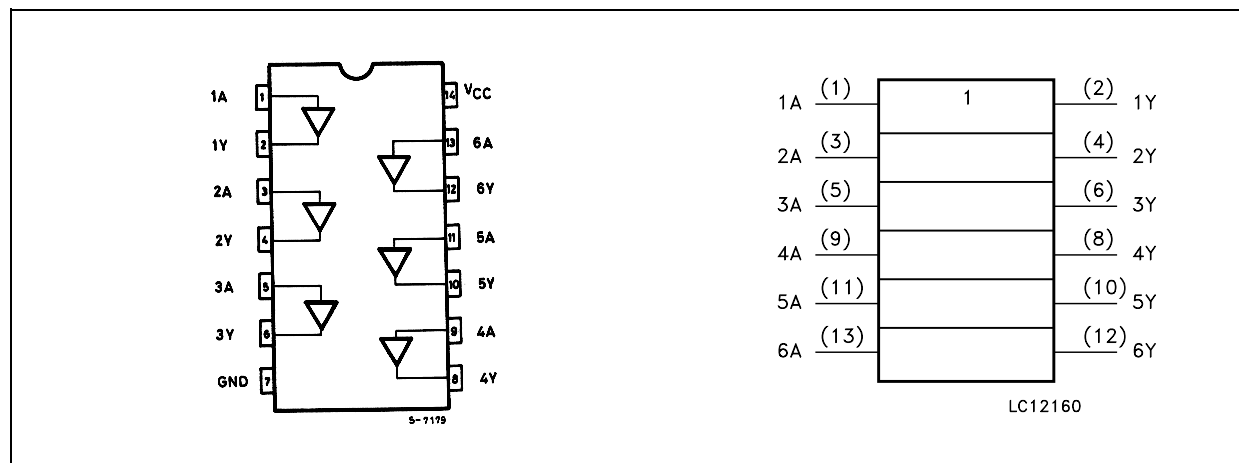 1A 1 14 VCC
1Y 2 13 6A
2A 3 12 6Y
2Y 4 11 5A
3A 5 10 5Y
3Y 6 9 4A
GND 7 8 4Y
S-7179
1A (1) 1 (2) 1Y
2A (3) (4) 2Y
3A (5) (6) 3Y
4A (9) (8) 4Y
5A (11) (10) 5Y
6A (13) (12) 6Y
LC12160